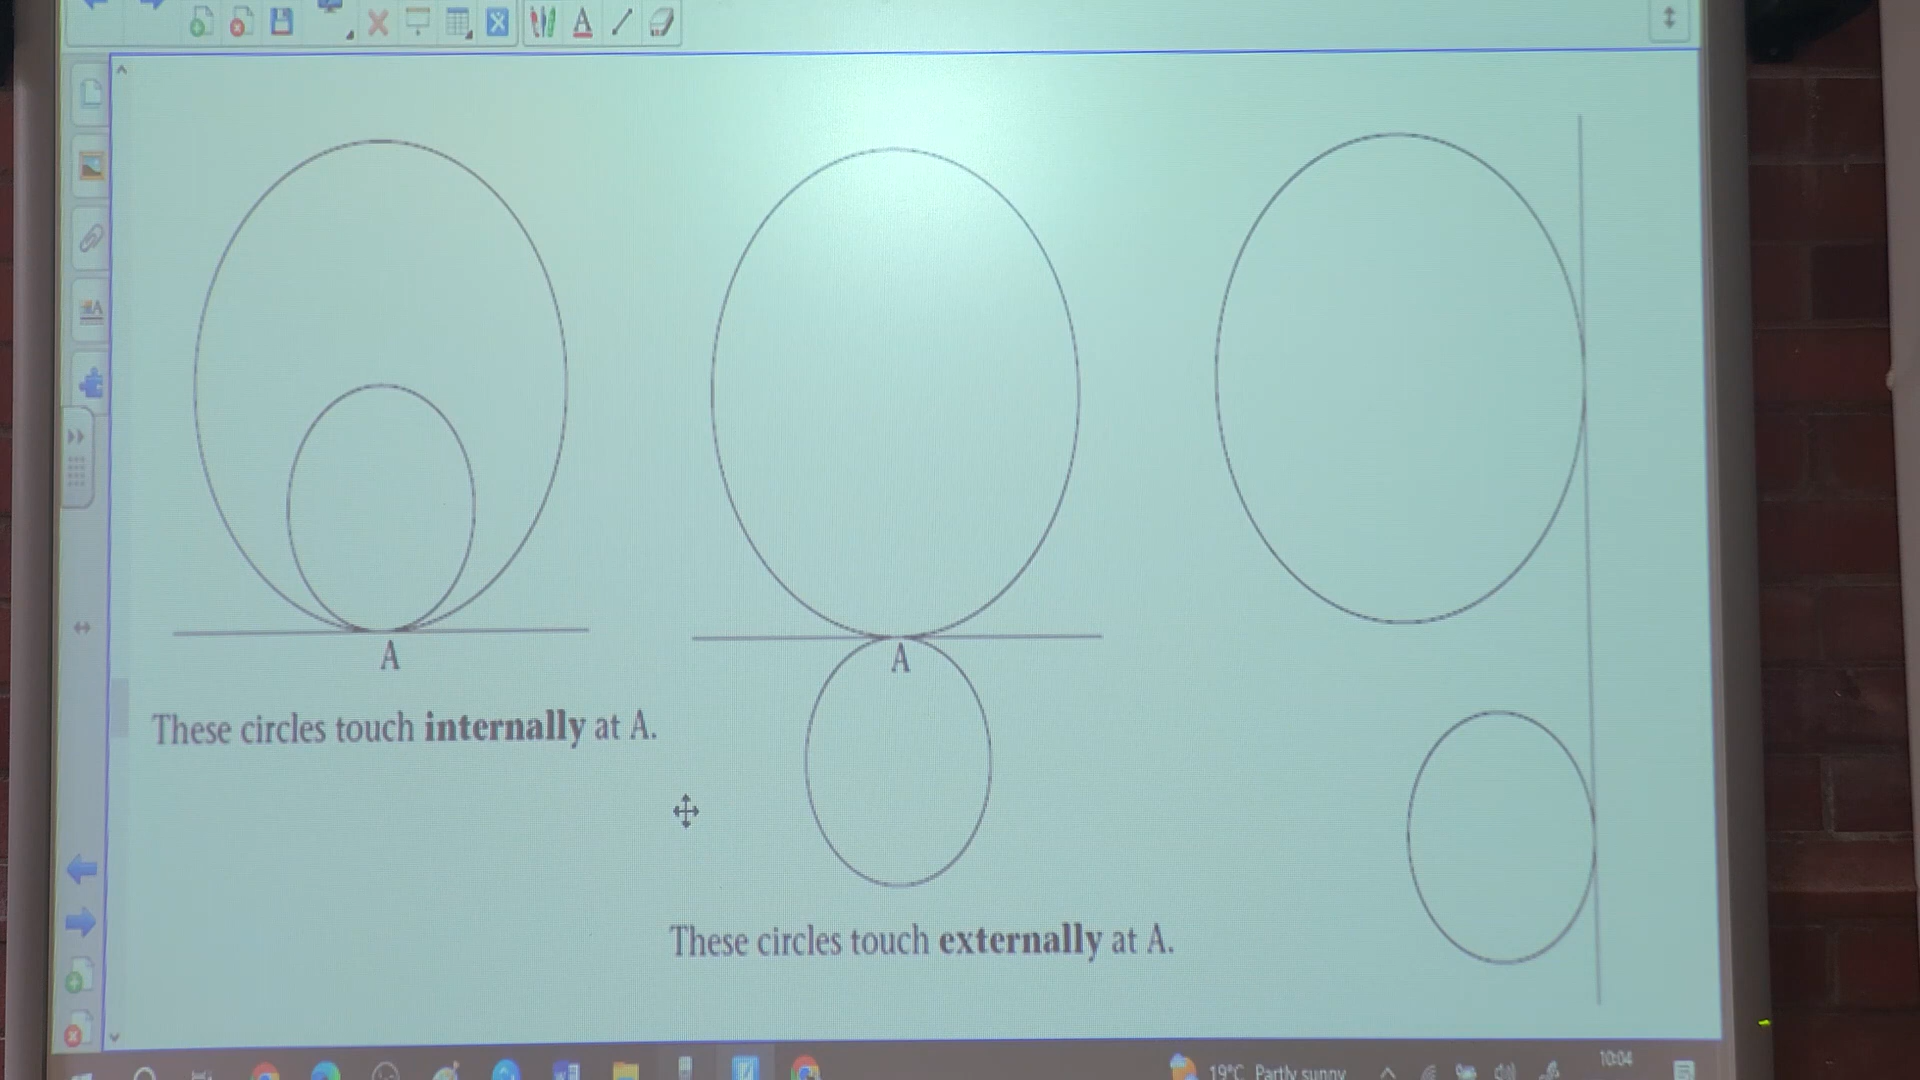 A
A
These circles touch internally at A.
These circles touch externally at A.
19°C Partly sunny
10:04